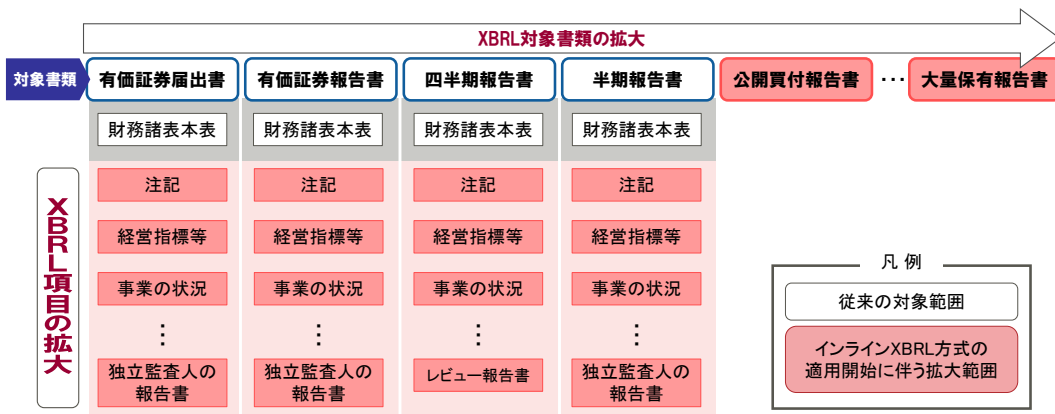 XBRL対象書類の拡大
対象書類
有価証券届出書
有価証券報告書
四半期報告書
半期報告書
公開買付報告書
･･･
大量保有報告書
財務諸表本表
財務諸表本表
財務諸表本表
財務諸表本表
XBRL項目の拡大
注記
注記
注記
注記
経営指標等
経営指標等
経営指標等
経営指標等
事業の状況
事業の状況
事業の状況
事業の状況
⋮
⋮
⋮
⋮
独立監査人の
報告書
独立監査人の
報告書
レビュー報告書
独立監査人の
報告書
凡 例
従来の対象範囲
インラインXBRL方式の
適用開始に伴う拡大範囲